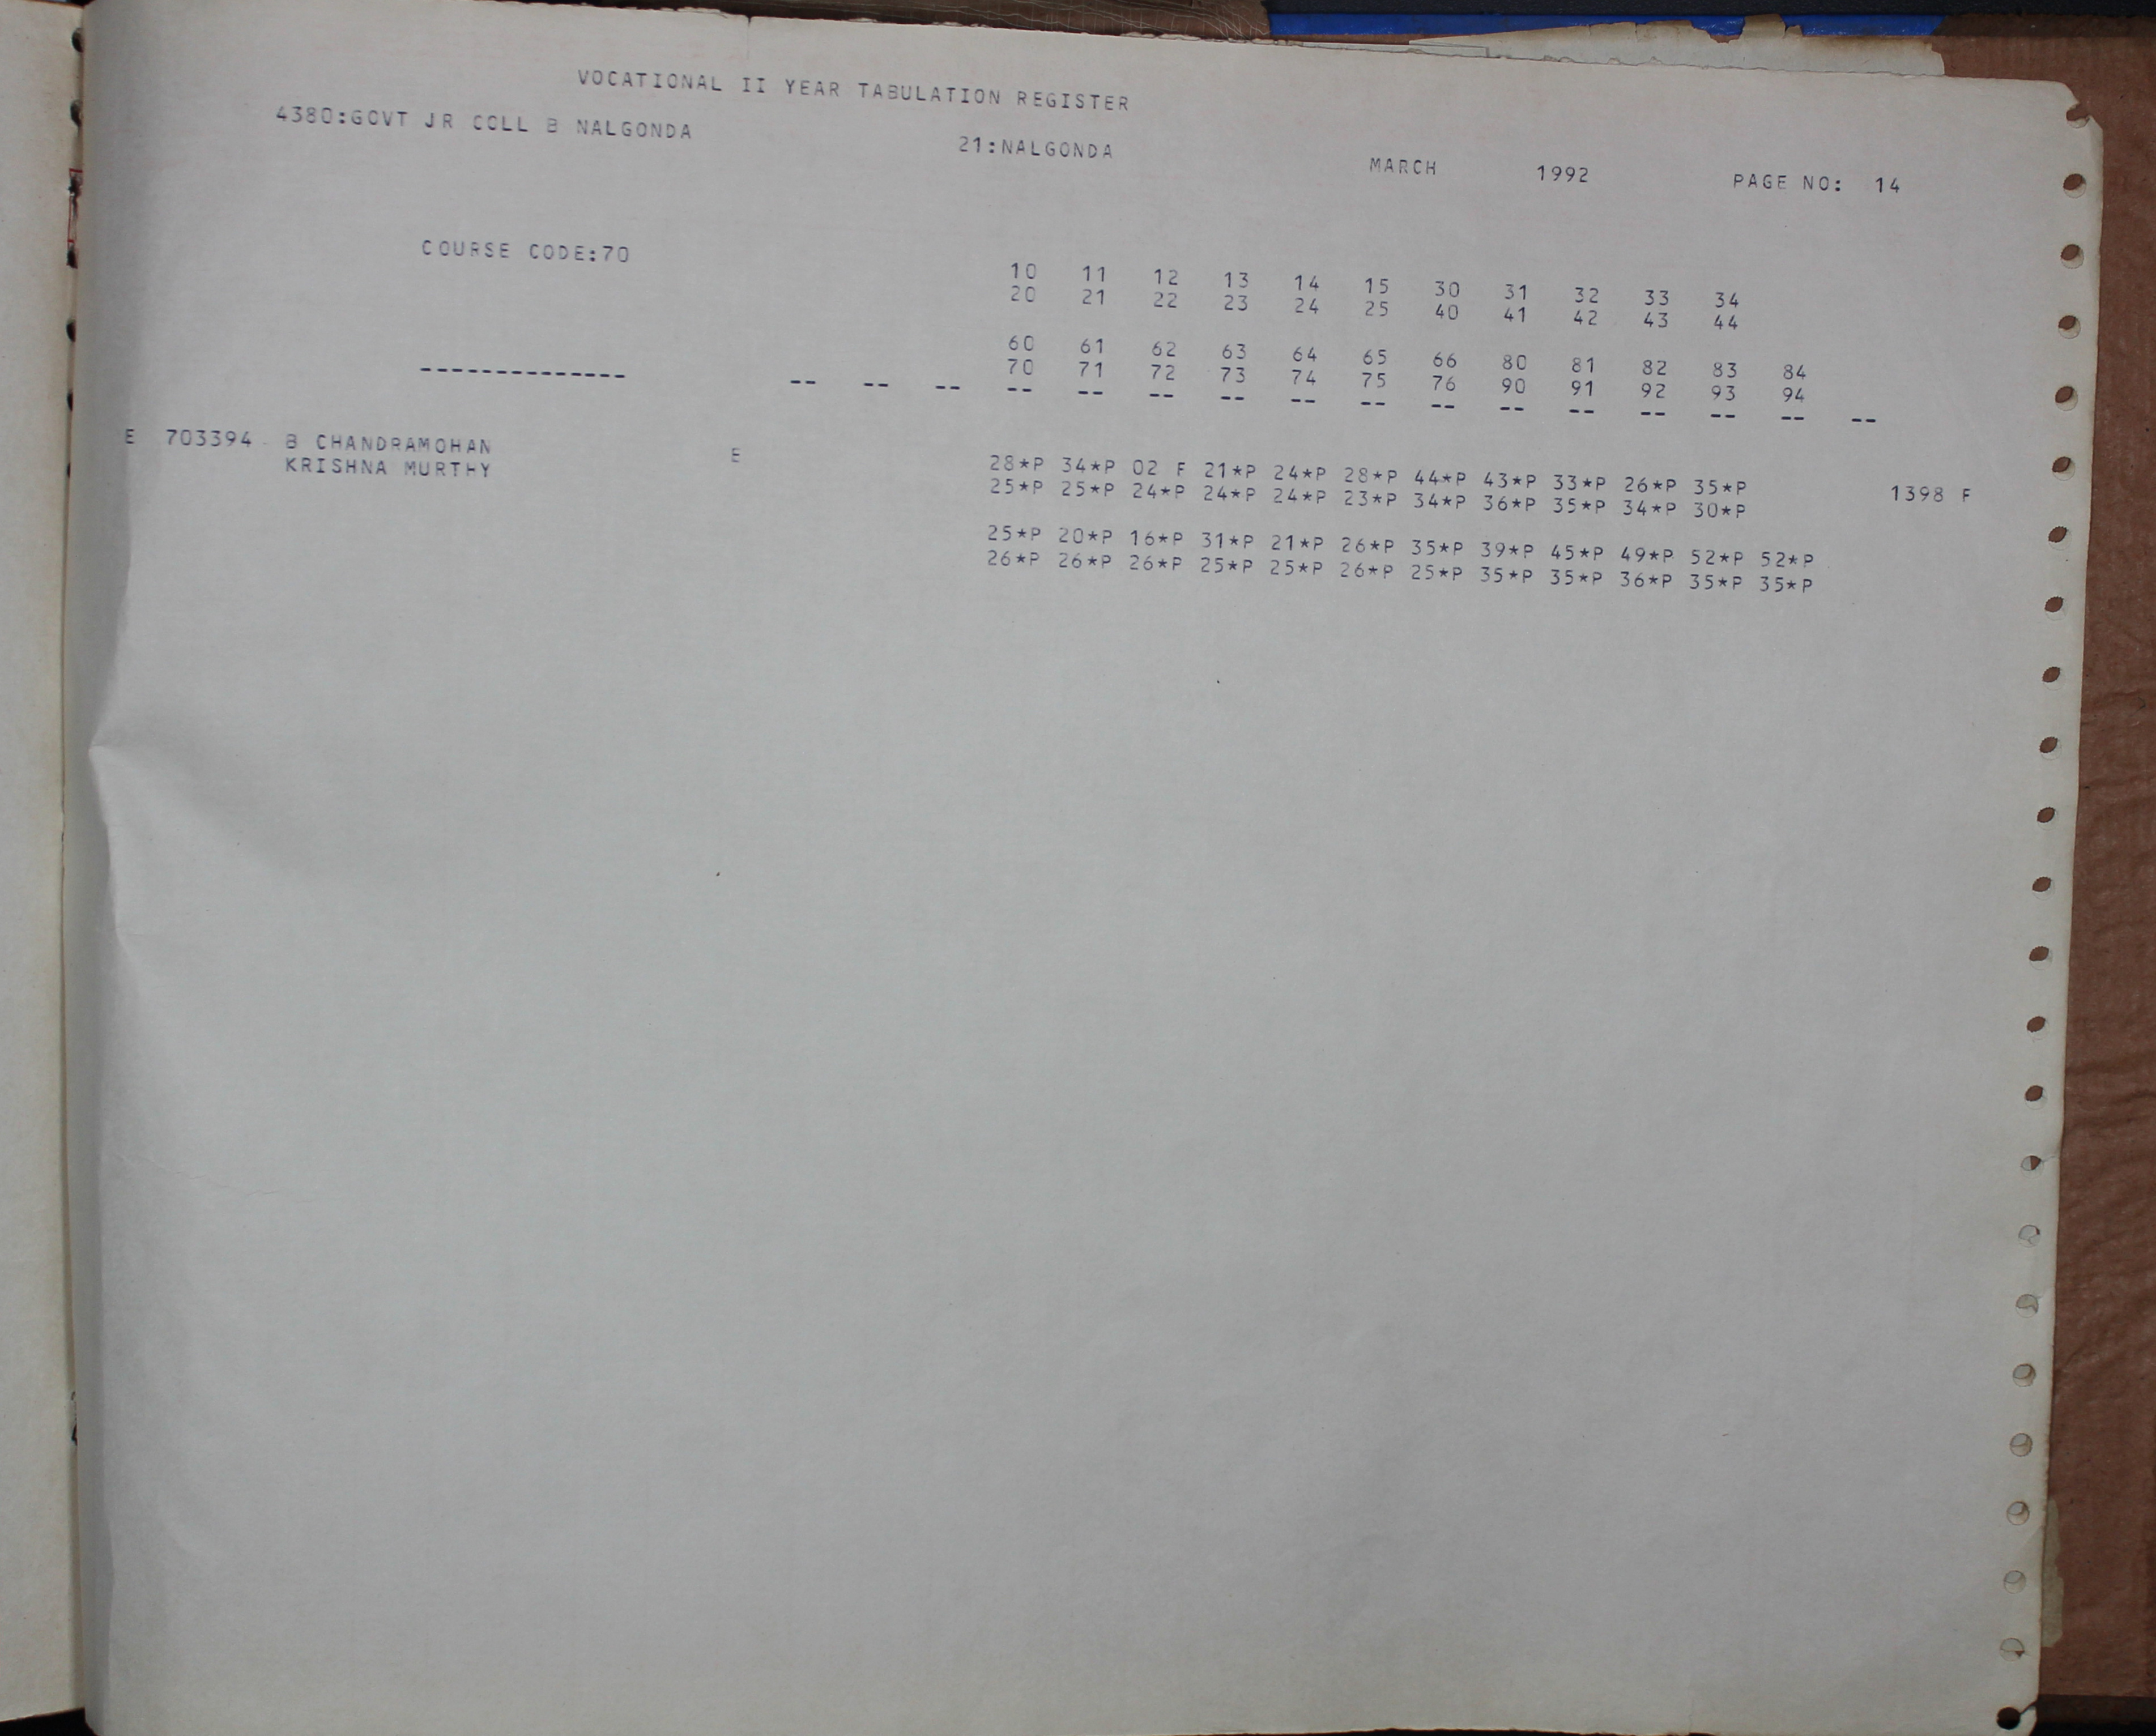 VOCATIONAL II YEAR TABULATION REGISTER
4380:GOVT JR COLL B NALGONDA 21:NALGONDA MARCH 1992 PAGE NO: 14
COURSE CODE:70
10 11 12 13 14 15 30 31 32 33 34
20 21 22 23 24 25 40 41 42 43 44
60 61 62 63 64 65 66 80 81 82 83 84
70 71 72 73 74 75 76 90 91 92 93 94
-------------- -- -- -- -- -- -- -- -- -- -- -- -- -- -- -- --
E 703394 B CHANDRAMOHAN E 28*P 34*P 02 F 21*P 24*P 28*P 44*P 43*P 33*P 26*P 35*P 1398 F
KRISHNA MURTHY 25*P 25*P 24*P 24*P 24*P 23*P 34*P 36*P 35*P 34*P 30*P
25*P 20*P 16*P 31*P 21*P 26*P 35*P 39*P 45*P 49*P 52*P 52*P
26*P 26*P 26*P 25*P 25*P 26*P 25*P 35*P 35*P 36*P 35*P 35*P